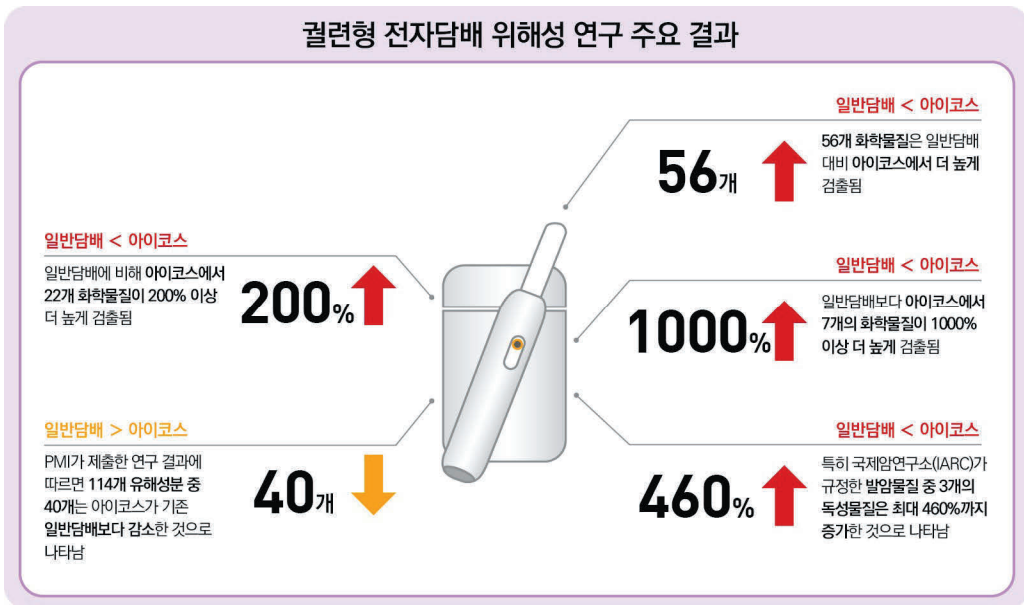 궐련형 전자담배 위해성 연구 주요 결과
일반담배 < 아이코스
56개
56개 화학물질은 일반담배
대비 아이코스에서 더 높게
검출됨
일반담배 < 아이코스
일반담배에 비해 아이코스에서
22개 화학물질이 200% 이상
더 높게 검출됨
200%
일반담배 < 아이코스
1000%
일반담배보다 아이코스에서
7개의 화학물질이 1000%
이상 더 높게 검출됨
일반담배 > 아이코스
PMI가 제출한 연구 결과에
따르면 114개 유해성분 중
40개는 아이코스가 기존
일반담배보다 감소한 것으로
나타남
40개
일반담배 < 아이코스
460%
특히 국제암연구소(IARC)가
규정한 발암물질 중 3개의
독성물질은 최대 460%까지
증가한 것으로 나타남